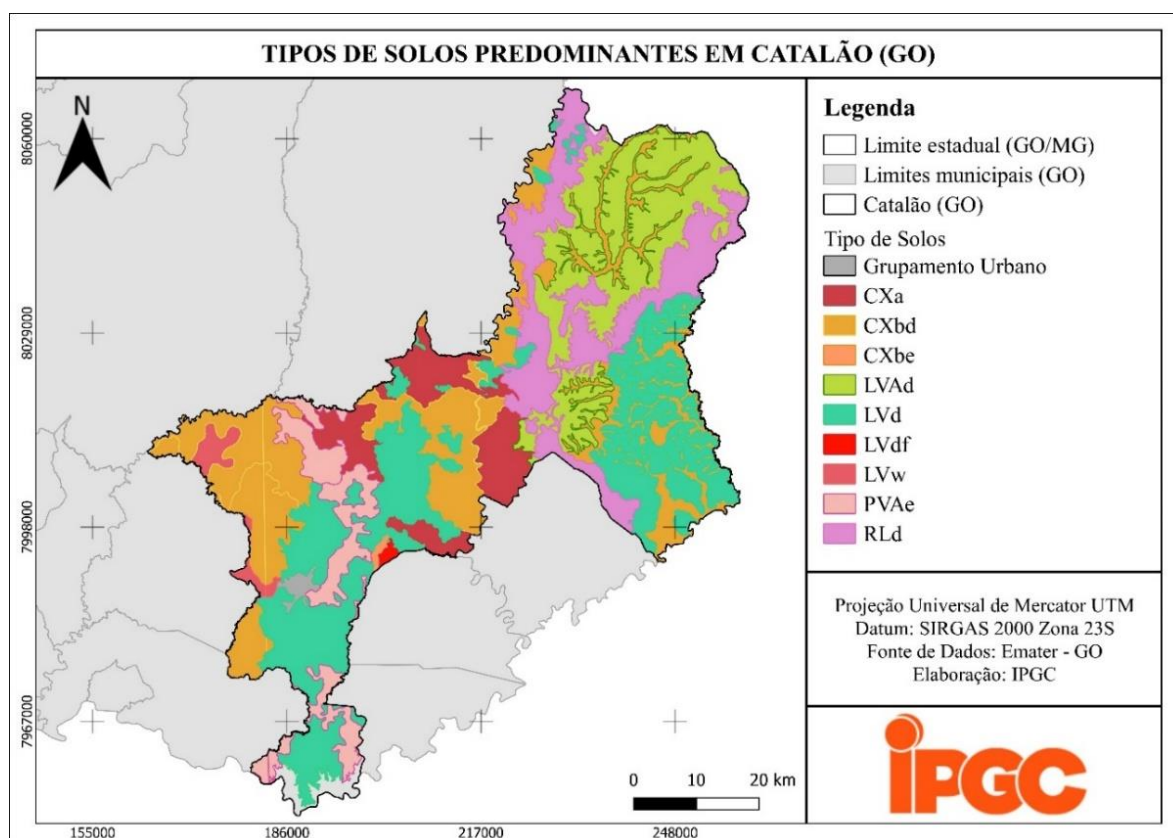 TIPOS DE SOLOS PREDOMINANTES EM CATALÃO (GO)
N
8060000
8029000
7998000
7967000
155000
186000
217000
248000
0 10 20 km
Legenda
Limite estadual (GO/MG)
Limites municipais (GO)
Catalão (GO)
Tipo de Solos
Grupamento Urbano
CXa
CXbd
CXbe
LVAd
LVd
LVdf
LVw
PVAe
RLd
Projeção Universal de Mercator UTM
Datum: SIRGAS 2000 Zona 23S
Fonte de Dados: Emater - GO
Elaboração: IPGC
iPGC